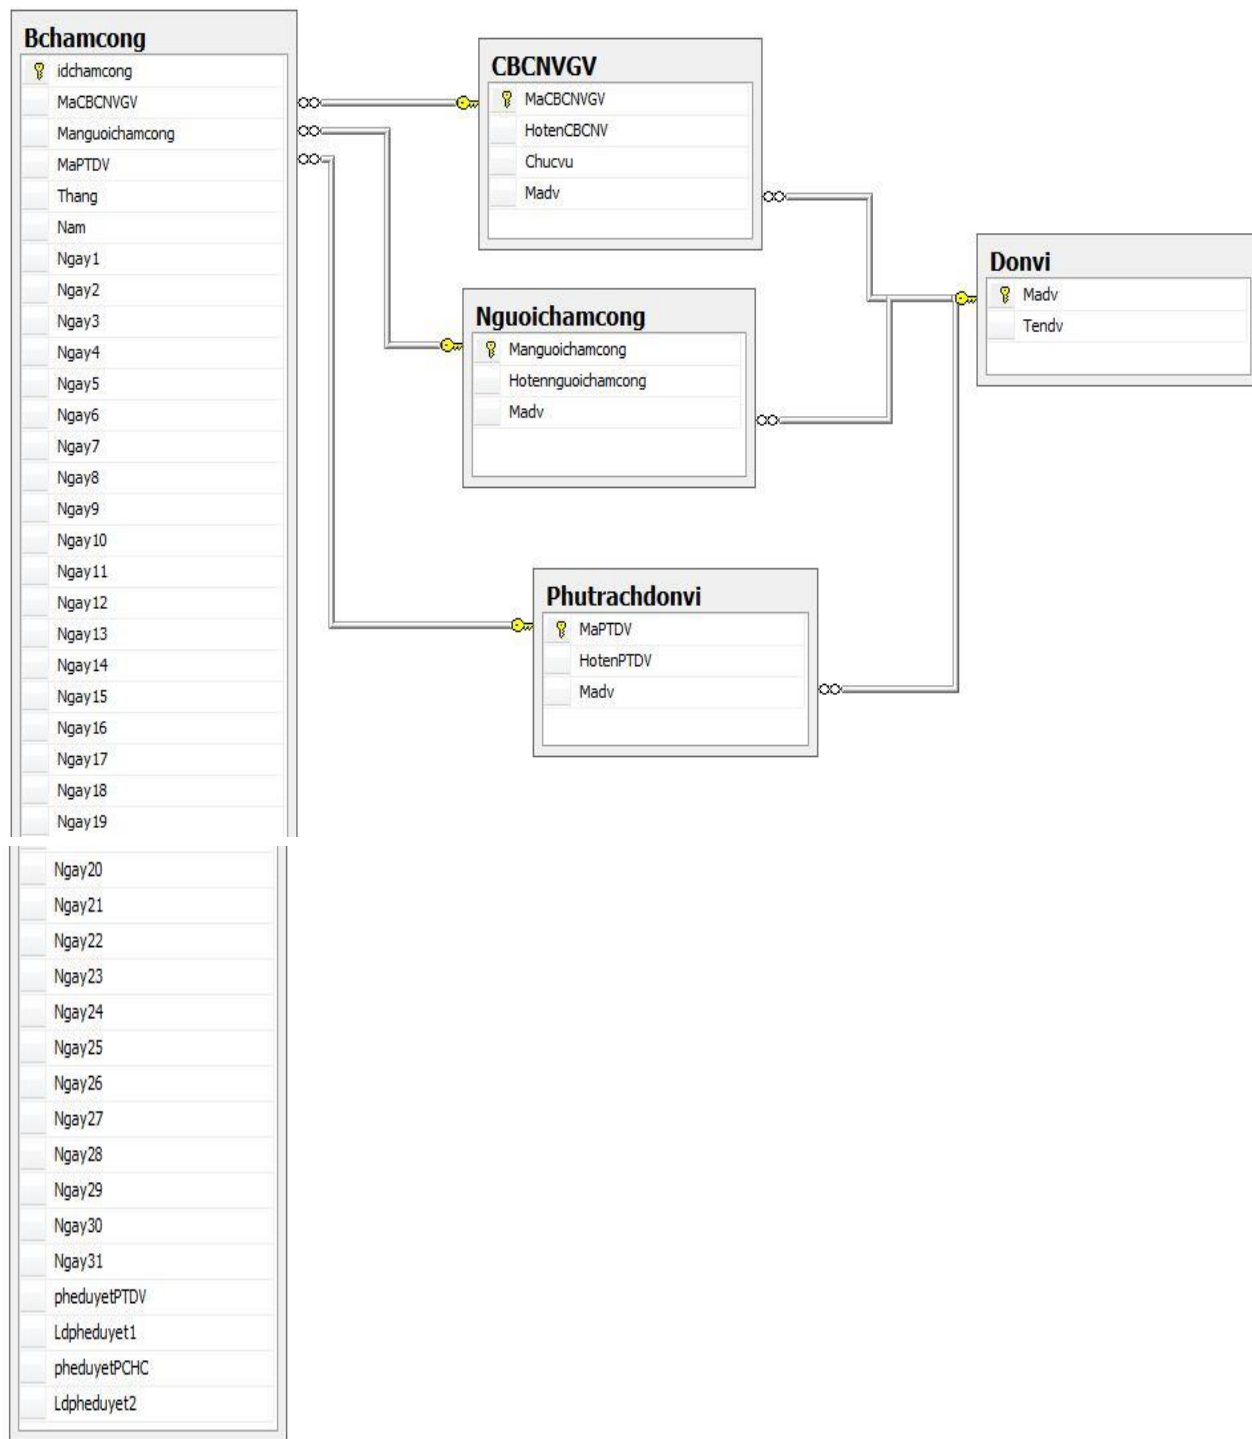 Bchamcong
idchamcong
MaCBCNVGV
Manguoichamcong
MaPTDV
Thang
Nam
Ngay1
Ngay2
Ngay3
Ngay4
Ngay5
Ngay6
Ngay7
Ngay8
Ngay9
Ngay10
Ngay11
Ngay12
Ngay13
Ngay14
Ngay15
Ngay16
Ngay17
Ngay18
Ngay19
Ngay20
Ngay21
Ngay22
Ngay23
Ngay24
Ngay25
Ngay26
Ngay27
Ngay28
Ngay29
Ngay30
Ngay31
pheduyetPTDV
Ldpheduyet1
pheduyetPCHC
Ldpheduyet2
CBCNVGV
MaCBCNVGV
HotenCBCNV
Chucvu
Madv
Nguoichamcong
Manguoichamcong
Hotennguoichamcong
Madv
Phutrachdonvi
MaPTDV
HotenPTDV
Madv
Donvi
Madv
Tendv